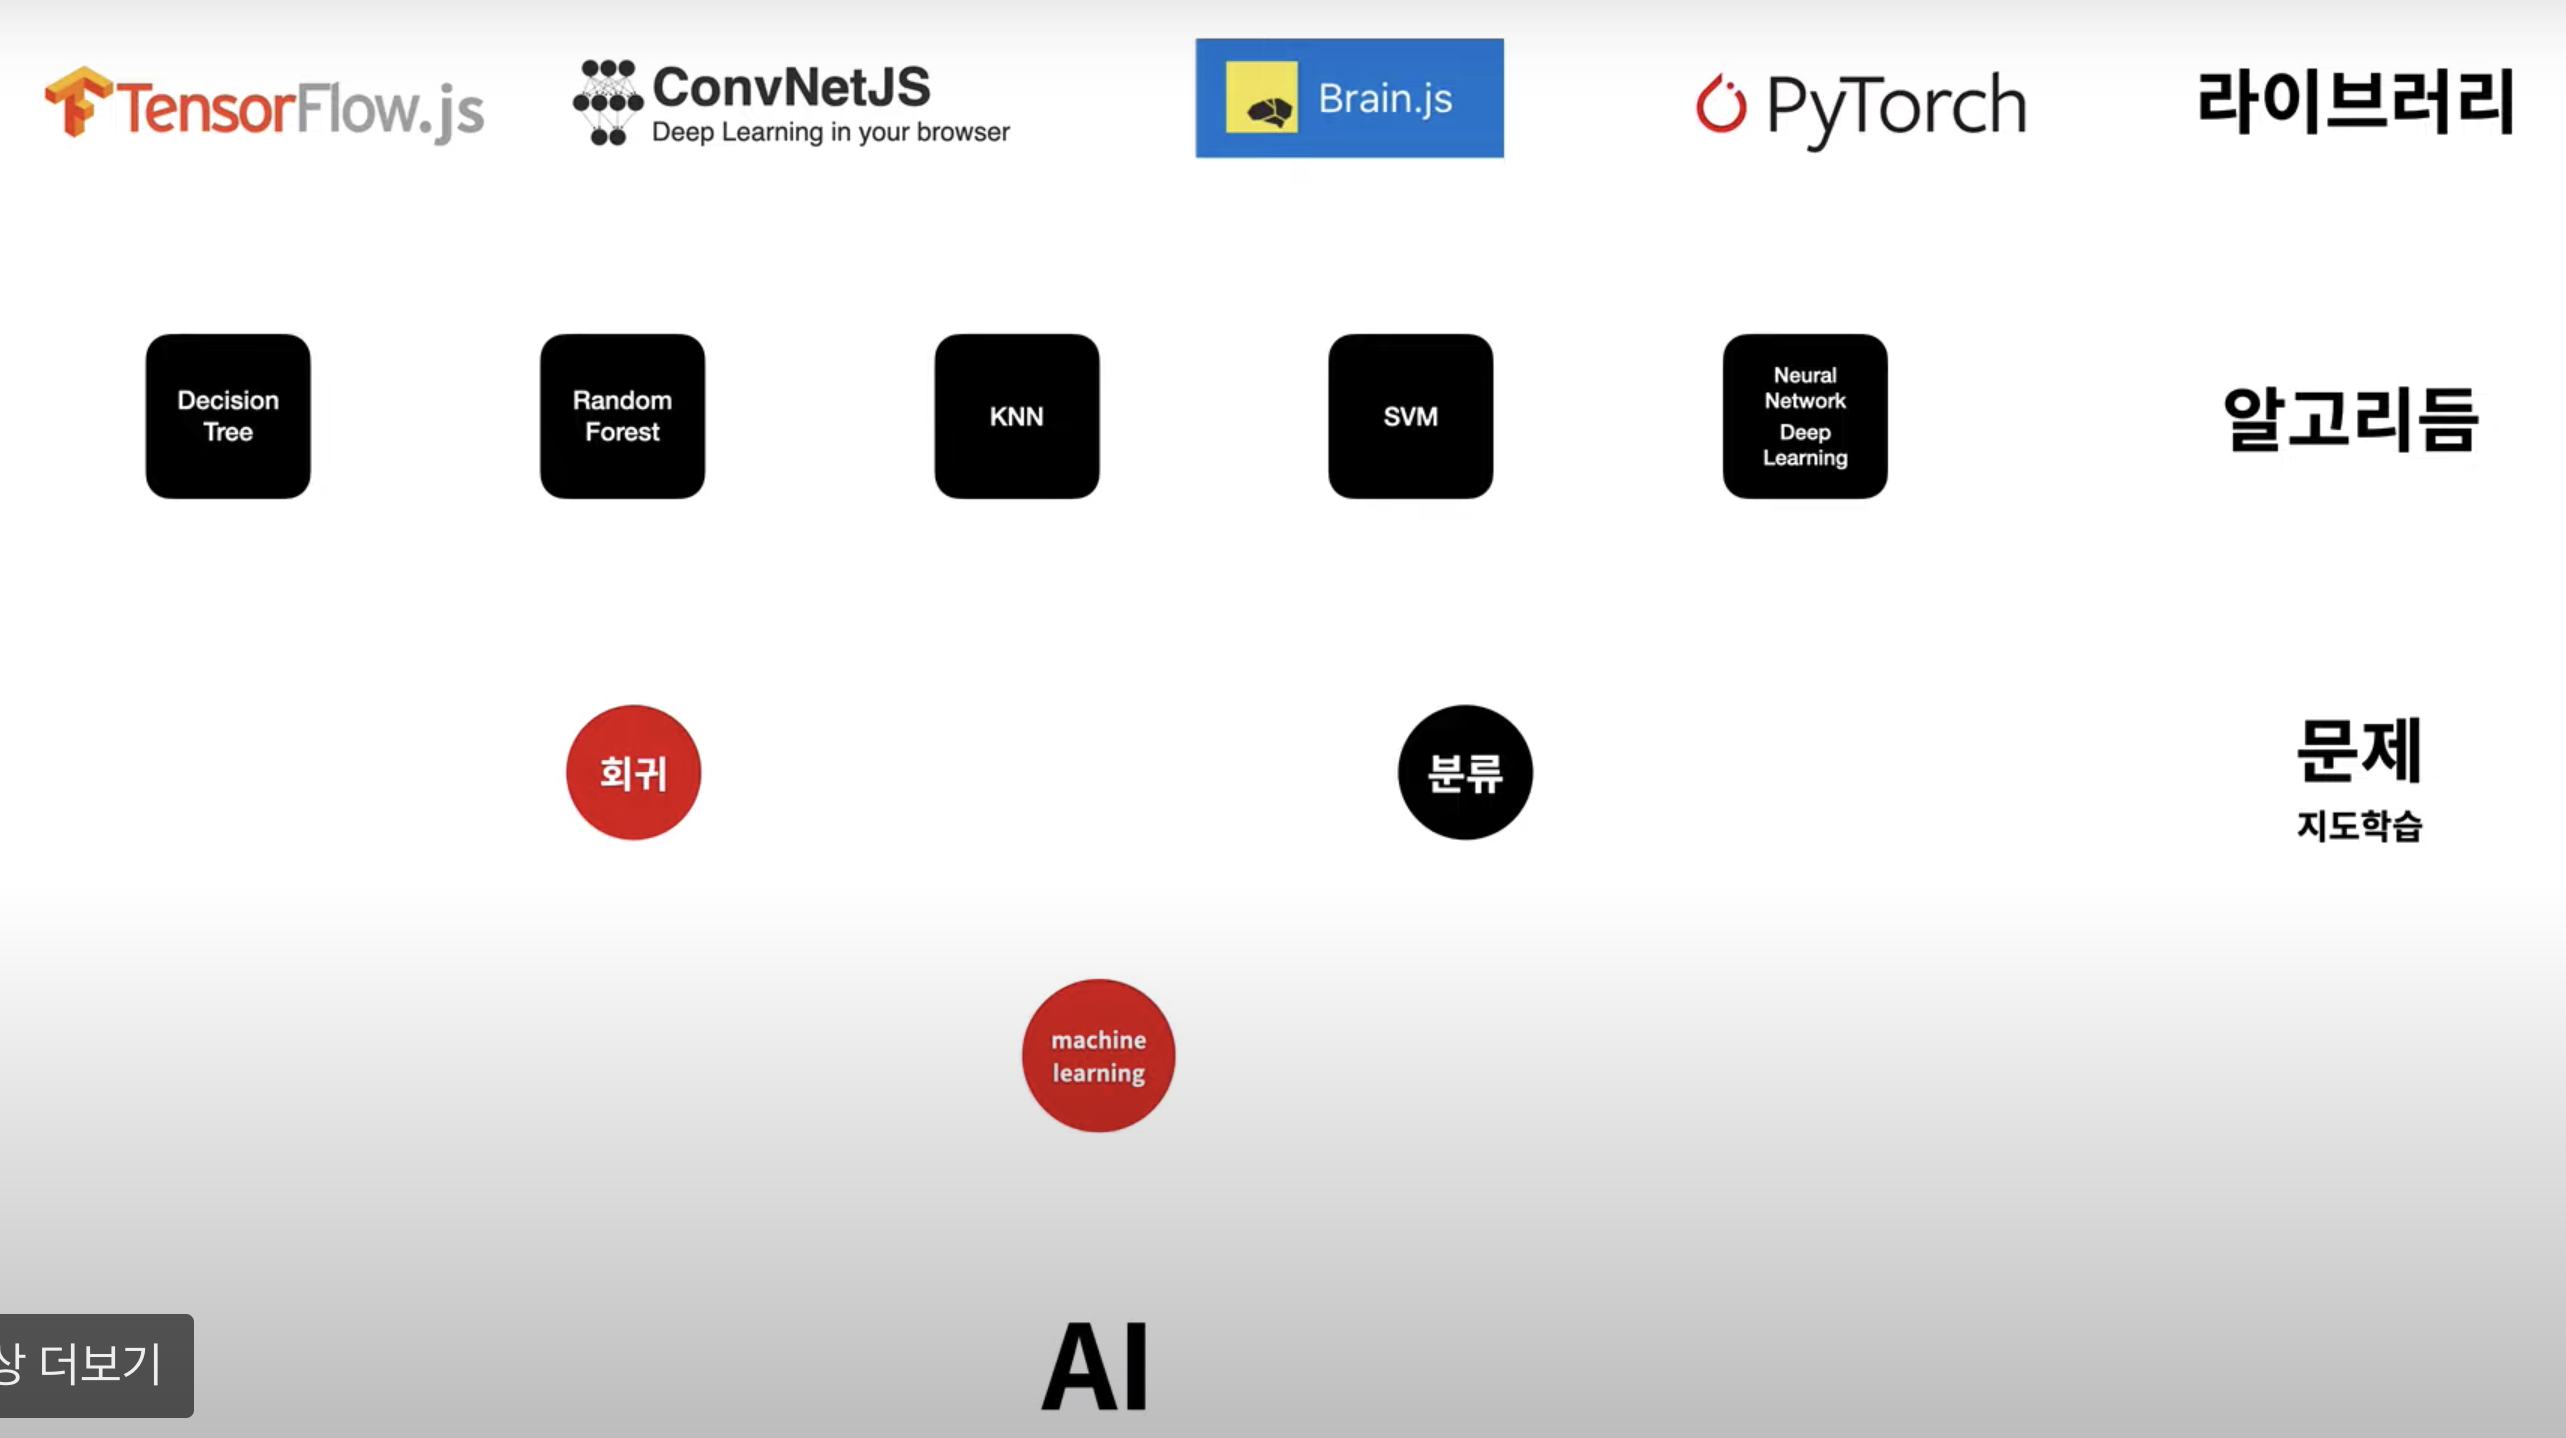 TensorFlow.js
ConvNetJS
Deep Learning in your browser
Brain.js
PyTorch
라이브러리
Decision
Tree
Random
Forest
KNN
SVM
Neural
Network
Deep
Learning
알고리듬
회귀
분류
문제
지도학습
machine
learning
AI
상 더보기